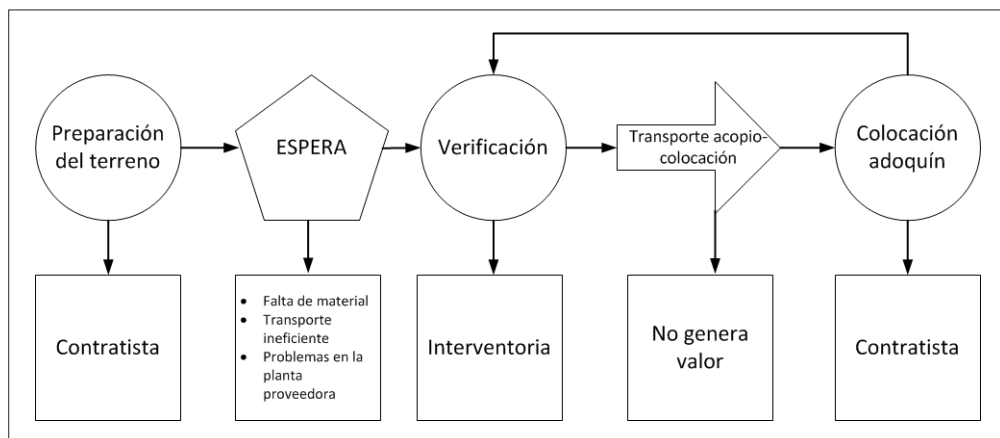 Preparación
del terreno
ESPERA
Verificación
Transporte acopio-
colocación
Colocación
adoquín
Contratista
• Falta de material
• Transporte
ineficiente
• Problemas en la
planta
proveedora
Interventoria
No genera
valor
Contratista